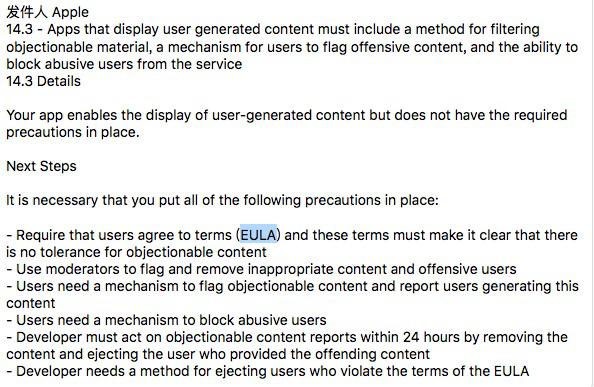 发件人 Apple
14.3 - Apps that display user generated content must include a method for filtering
objectionable material, a mechanism for users to flag offensive content, and the ability to
block abusive users from the service
14.3 Details
Your app enables the display of user-generated content but does not have the required
precautions in place.
Next Steps
It is necessary that you put all of the following precautions in place:
- Require that users agree to terms (EULA) and these terms must make it clear that there
is no tolerance for objectionable content
- Use moderators to flag and remove inappropriate content and offensive users
- Users need a mechanism to flag objectionable content and report users generating this
content
- Users need a mechanism to block abusive users
- Developer must act on objectionable content reports within 24 hours by removing the
content and ejecting the user who provided the offending content
- Developer needs a method for ejecting users who violate the terms of the EULA